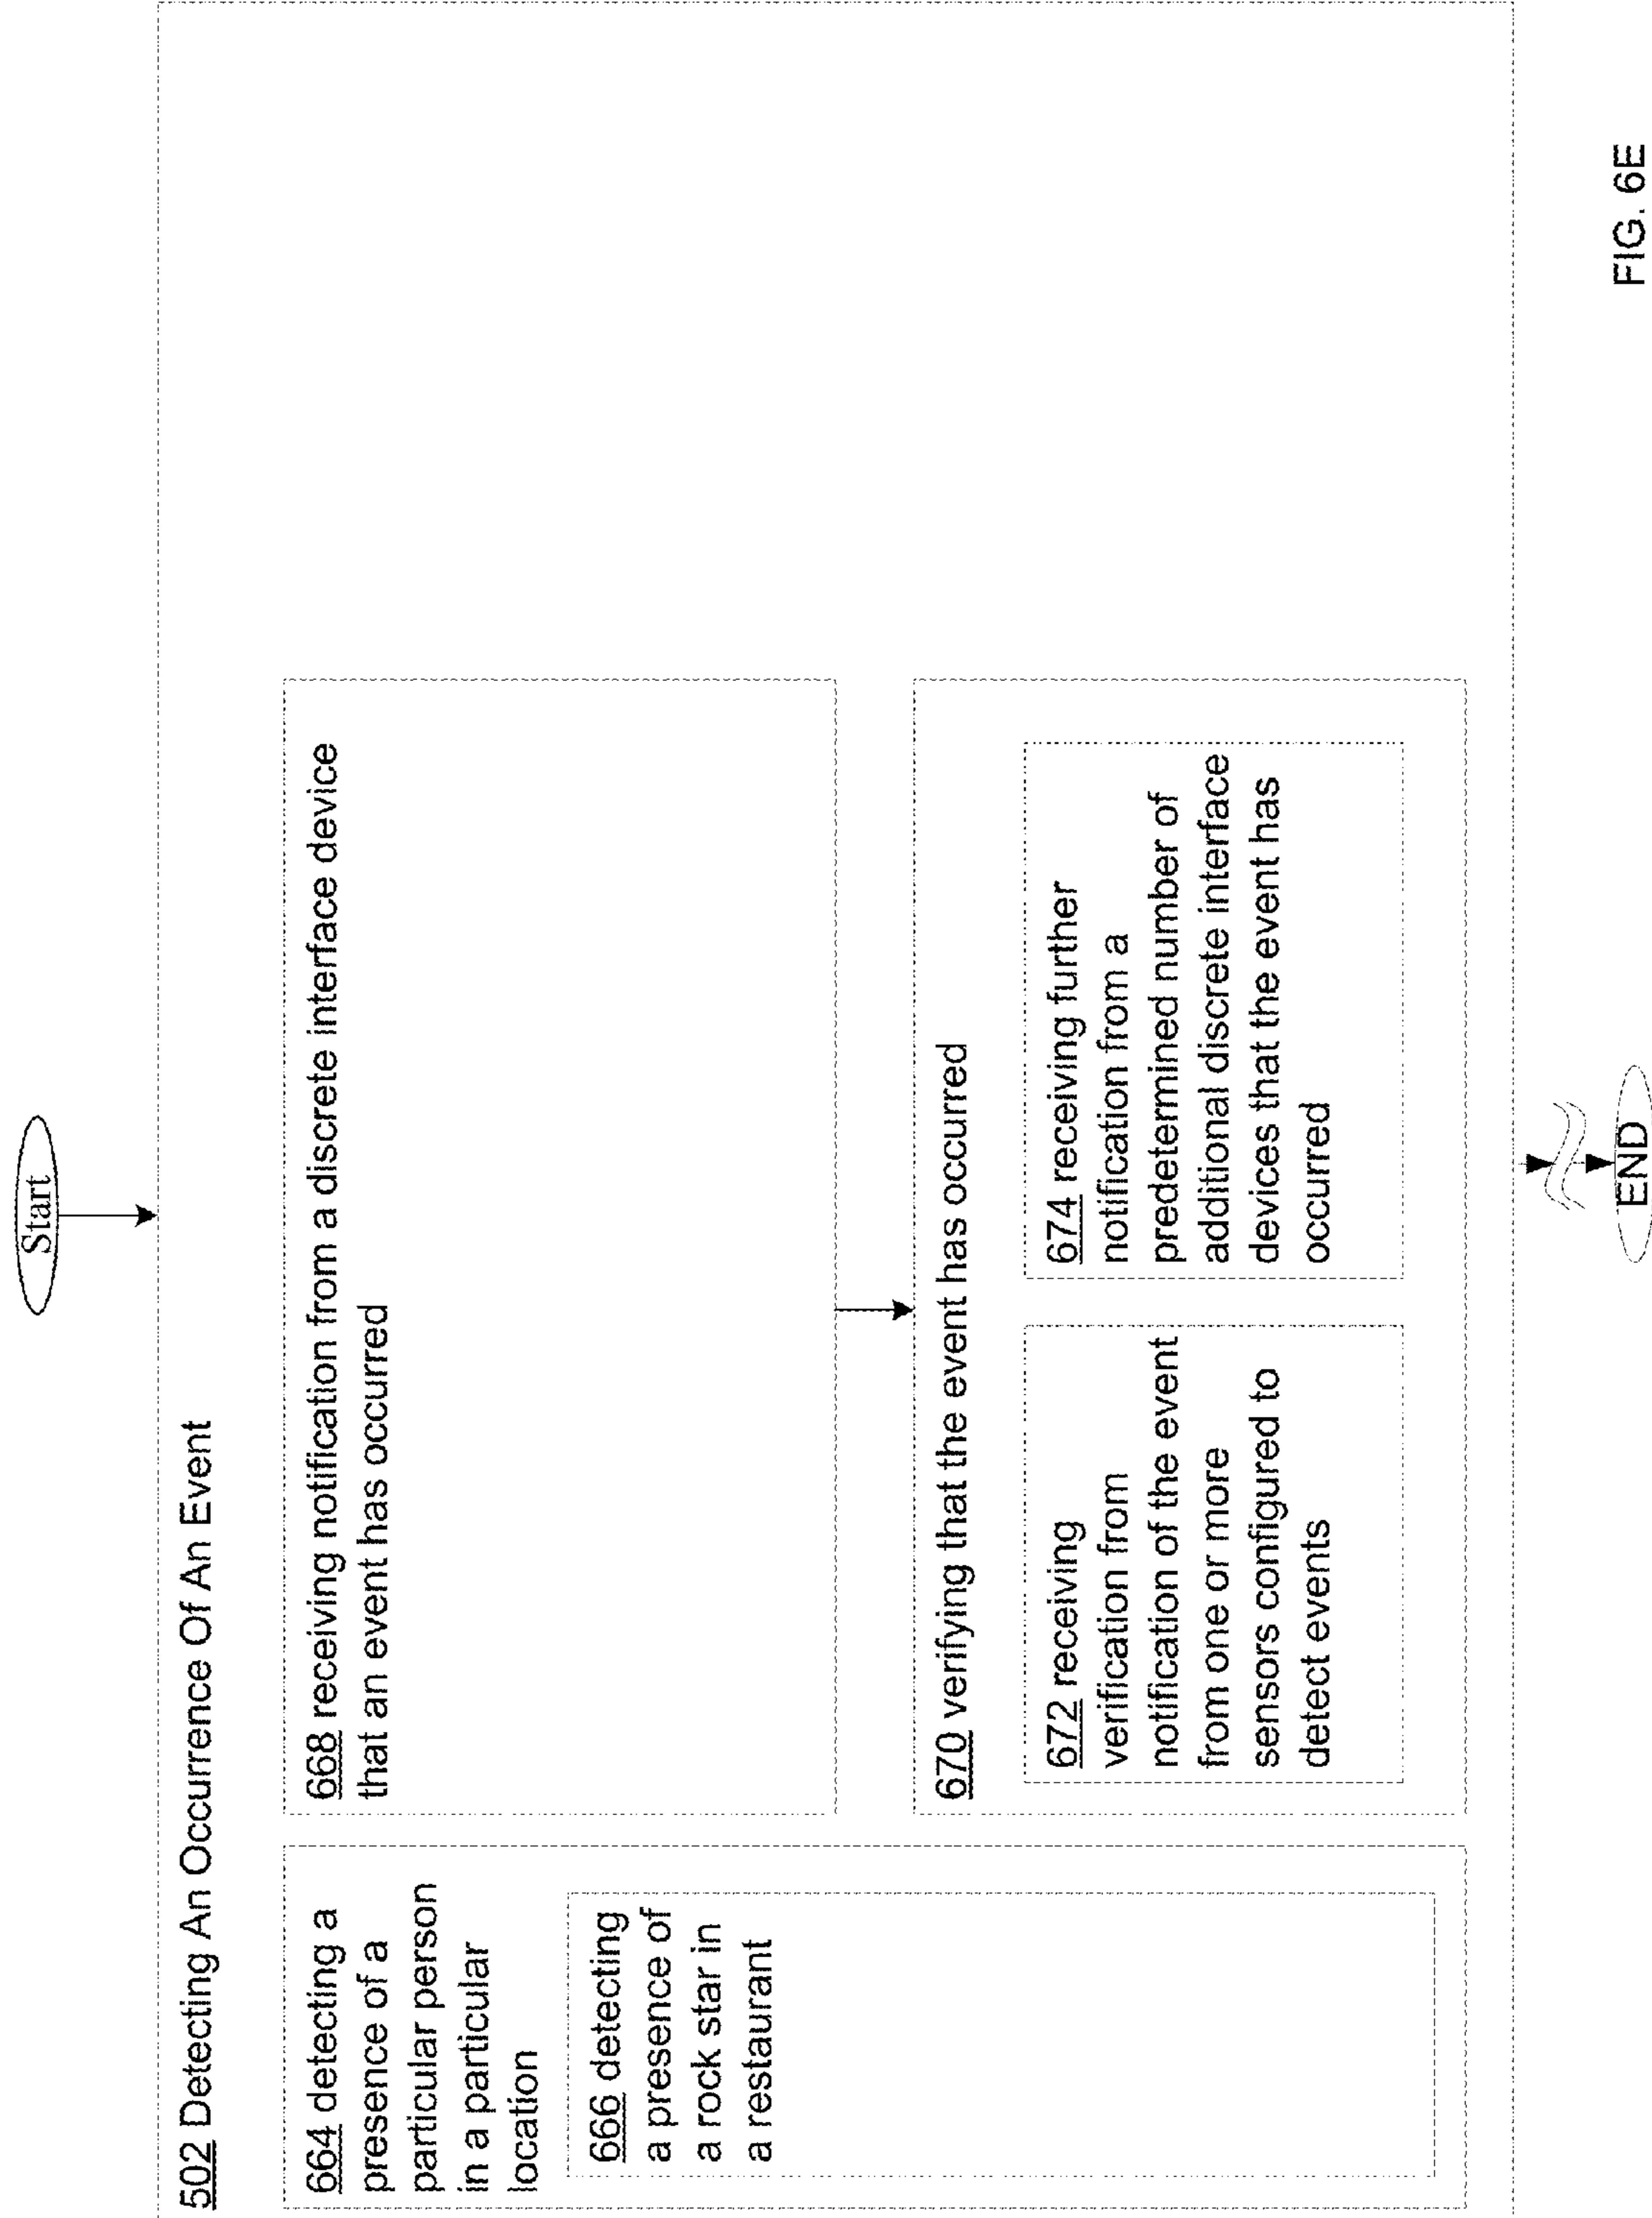 Start
502 Detecting An Occurrence Of An Event
664 detecting a
presence of a
particular person
in a particular
location
666 detecting
a presence of
a rock star in
a restaurant
668 receiving notification from a discrete interface device
that an event has occurred
670 verifying that the event has occurred
672 receiving
verification from
notification of the event
from one or more
sensors configured to
detect events
674 receiving further
notification from a
predetermined number of
additional discrete interface
devices that the event has
occurred
END
FIG. 6E